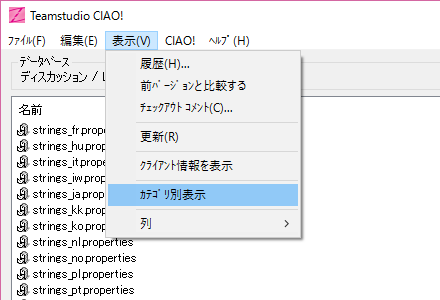 Teamstudio CIAO!
ﾌｧｲﾙ(F) 編集(E) 表示(V) CIAO! ﾍﾙﾌﾟ(H)
データベース
ディスカッション / L
履歴(H)...
前ﾊﾞｰｼﾞｮﾝと比較する
ﾁｪｯｸｱｳﾄ ｺﾒﾝﾄ(C)...
更新(R)
ｸﾗｲｱﾝﾄ情報を表示
ｶﾃｺﾞﾘ別表示
列
名前
strings_fr.prope
strings_hu.prope
strings_it.prope
strings_iw.prope
strings_ja.prope
strings_kk.prope
strings_ko.prope
strings_nl.properties
strings_no.properties
strings_pl.properties
strings_pt.properties